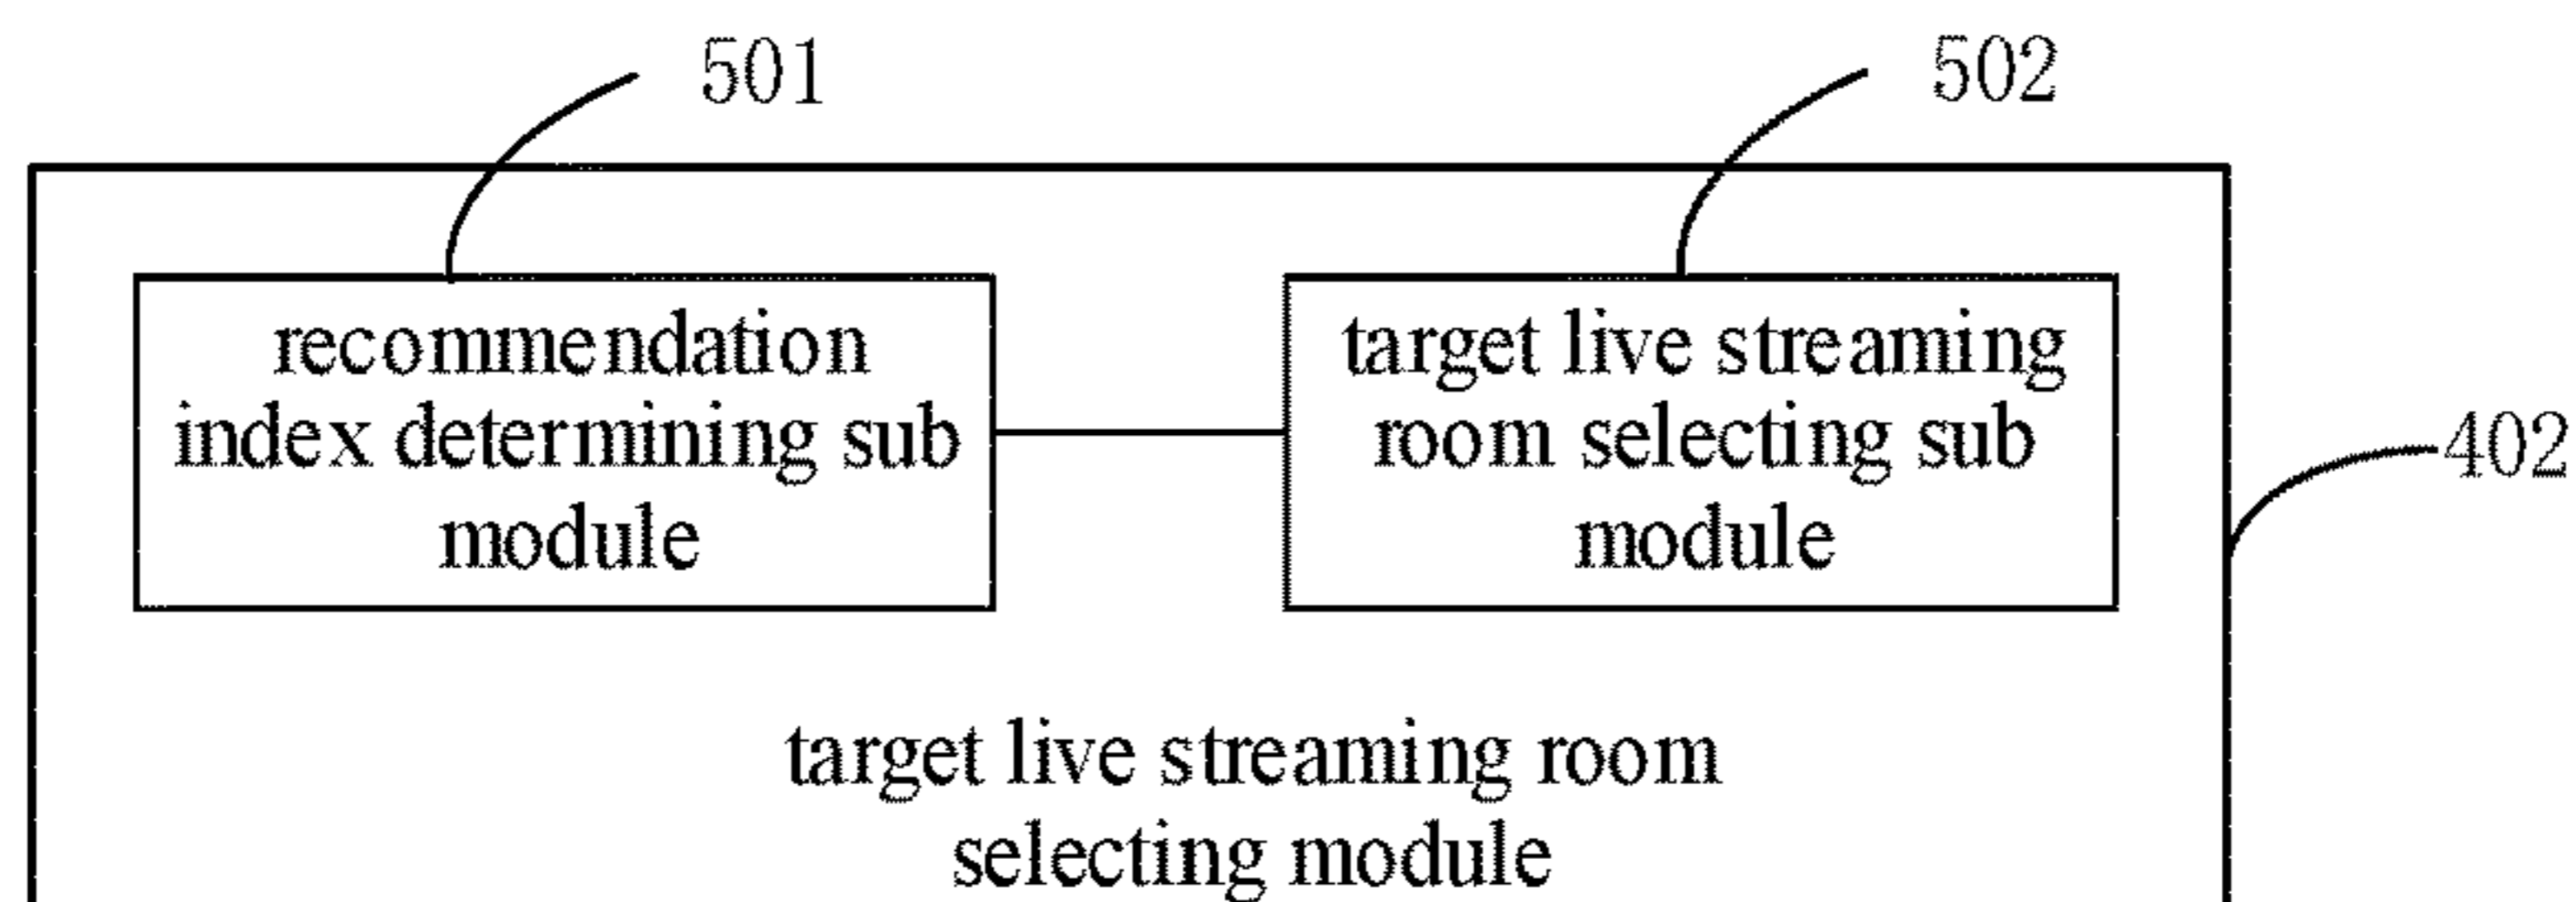 501
502
recommendation
index determining sub
module
target live streaming
room selecting sub
module
402
target live streaming room
selecting module